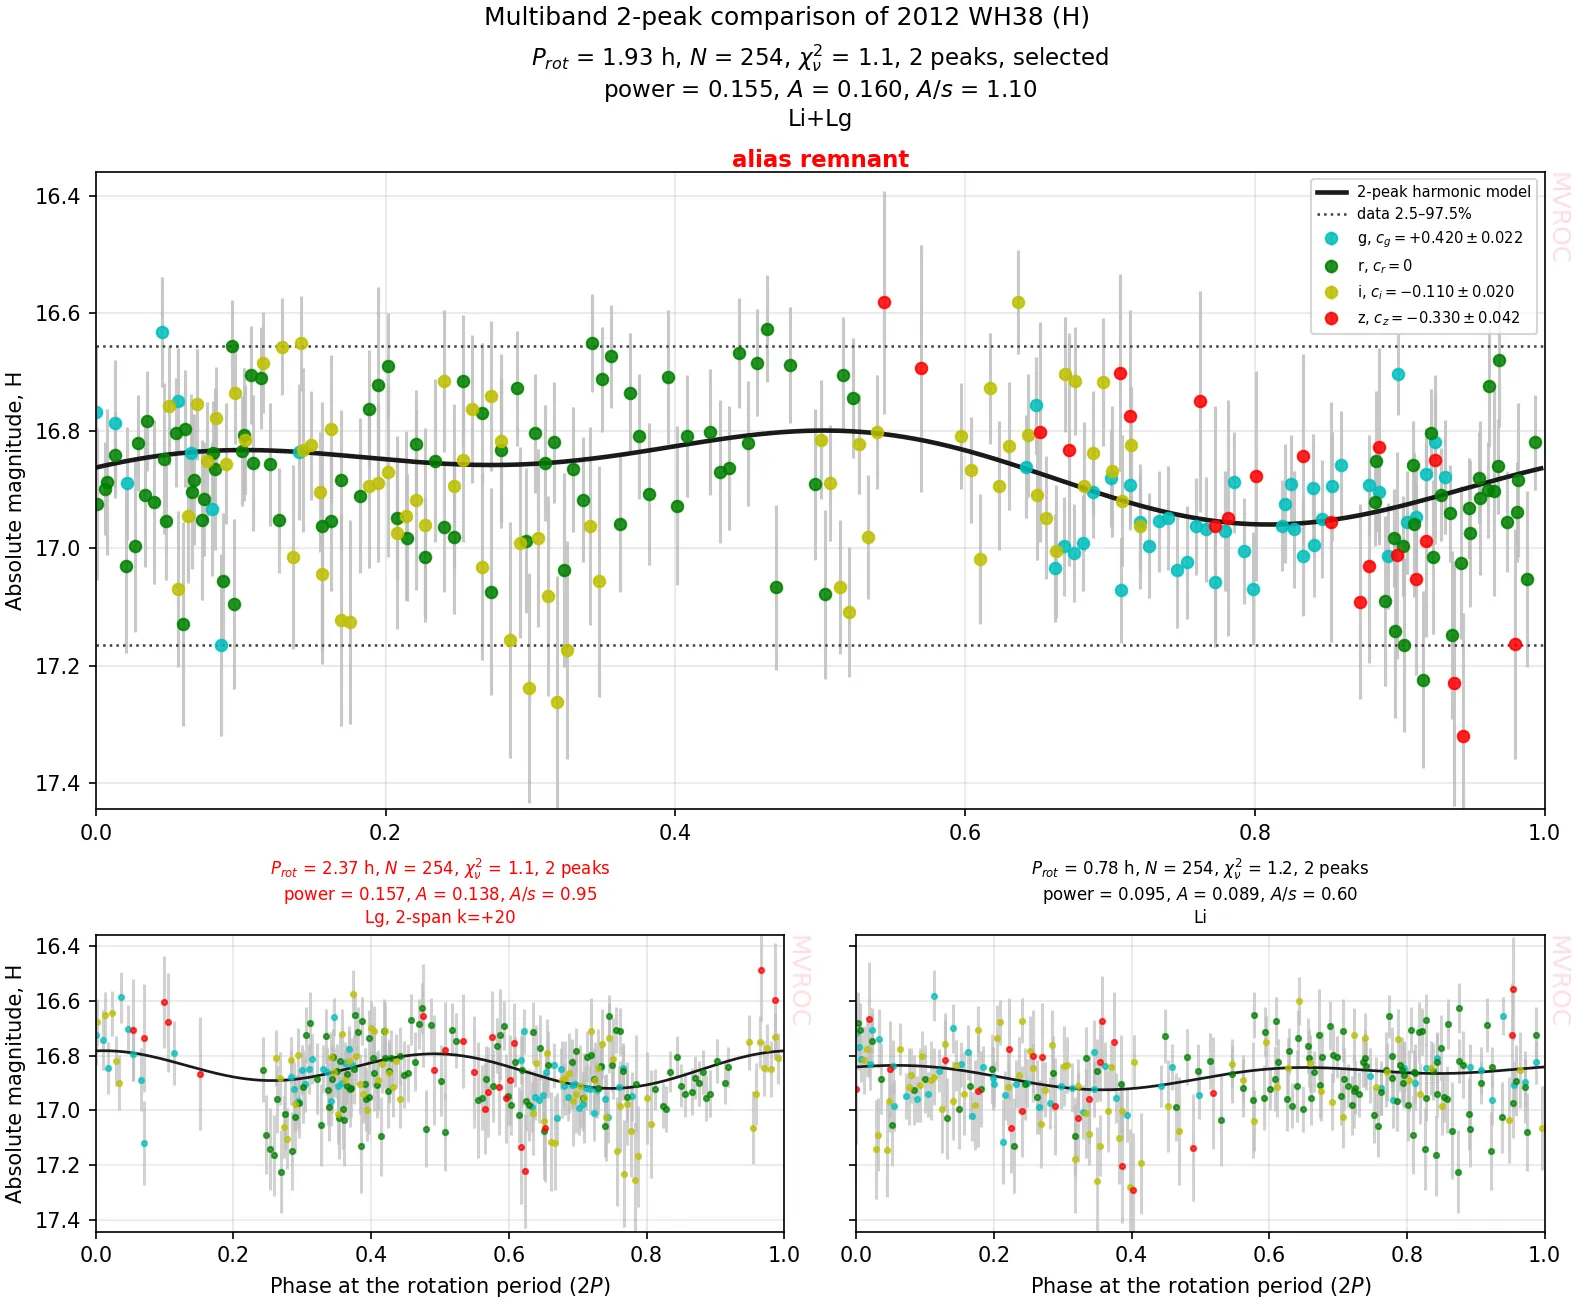 Multiband 2-peak comparison of 2012 WH38 (H)
P_rot = 1.93 h, N = 254, χ²_ν = 1.1, 2 peaks, selected
power = 0.155, A = 0.160, A/s = 1.10
Li+Lg
alias remnant
2-peak harmonic model
data 2.5–97.5%
g, c_g = +0.420 ± 0.022
r, c_r = 0
i, c_i = −0.110 ± 0.020
z, c_z = −0.330 ± 0.042
MVROC
Absolute magnitude, H
16.4
16.6
16.8
17.0
17.2
17.4
0.0 0.2 0.4 0.6 0.8 1.0
P_rot = 2.37 h, N = 254, χ²_ν = 1.1, 2 peaks
power = 0.157, A = 0.138, A/s = 0.95
Lg, 2-span k=+20
MVROC
Absolute magnitude, H
16.4
16.6
16.8
17.0
17.2
17.4
0.0 0.2 0.4 0.6 0.8 1.0
Phase at the rotation period (2P)
P_rot = 0.78 h, N = 254, χ²_ν = 1.2, 2 peaks
power = 0.095, A = 0.089, A/s = 0.60
Li
MVROC
0.0 0.2 0.4 0.6 0.8 1.0
Phase at the rotation period (2P)